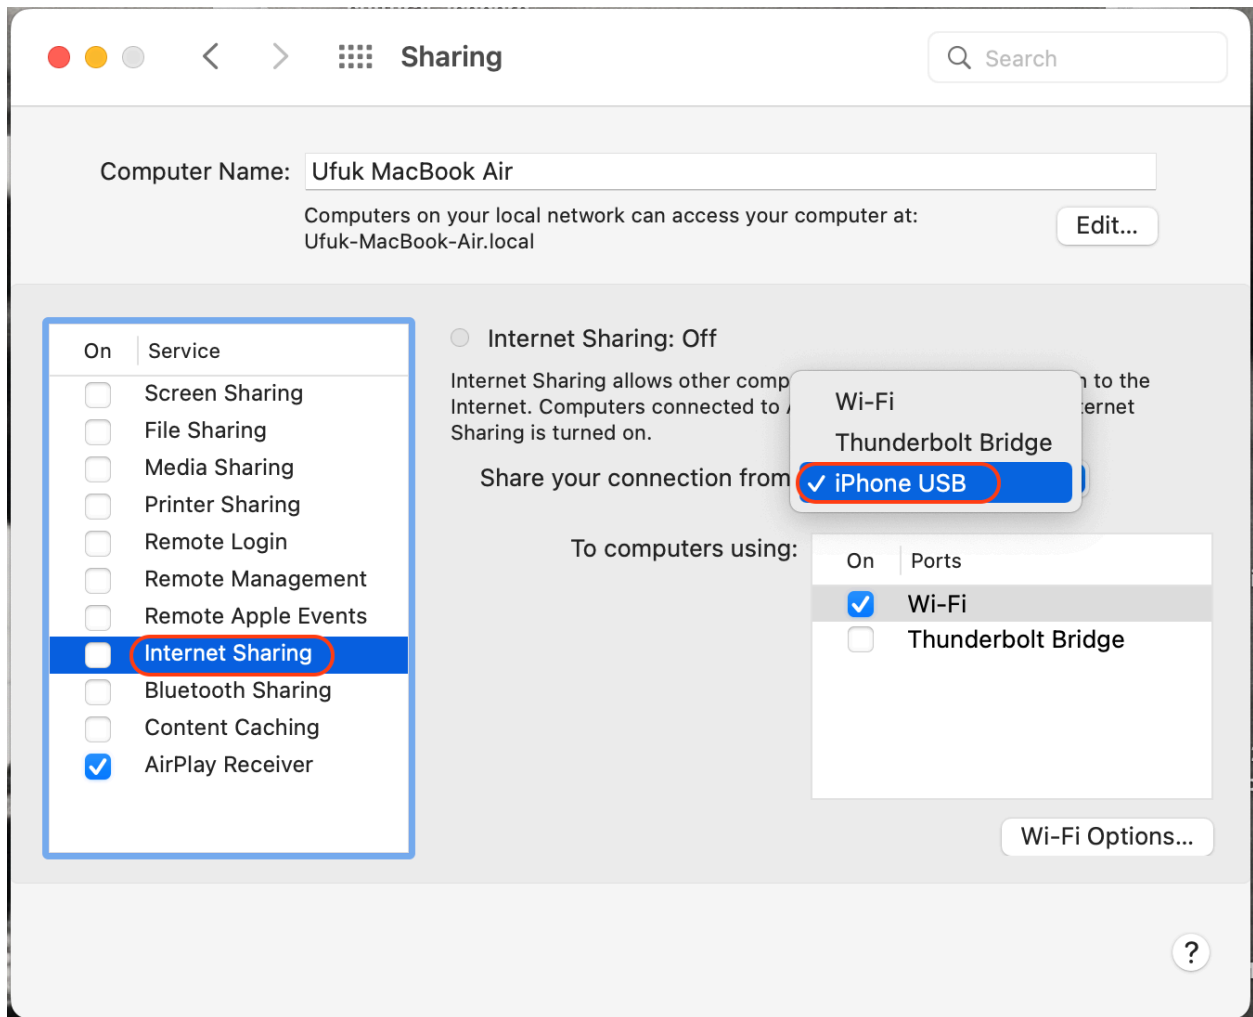 Sharing
Search
Computer Name: Ufuk MacBook Air
Computers on your local network can access your computer at:
Ufuk-MacBook-Air.local
Edit...
On Service
Screen Sharing
File Sharing
Media Sharing
Printer Sharing
Remote Login
Remote Management
Remote Apple Events
Internet Sharing
Bluetooth Sharing
Content Caching
AirPlay Receiver
Internet Sharing: Off
Internet Sharing allows other to the
Internet. Computers connected to
Sharing is turned on.
Share your connection from
Wi-Fi
Thunderbolt Bridge
✓ iPhone USB
To computers using:
On Ports
Wi-Fi
Thunderbolt Bridge
Wi-Fi Options...
?